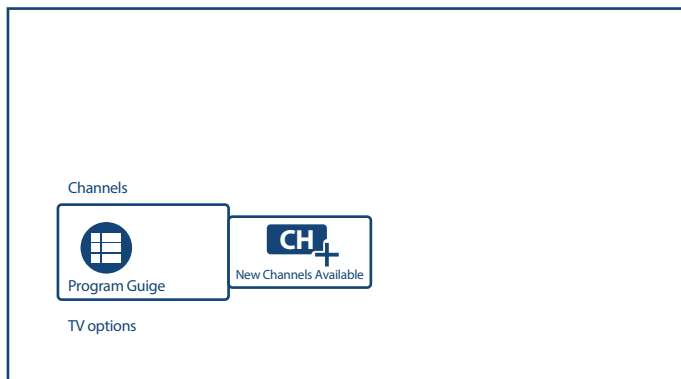 Channels
CH
Program Guige
New Channels Available
TV options